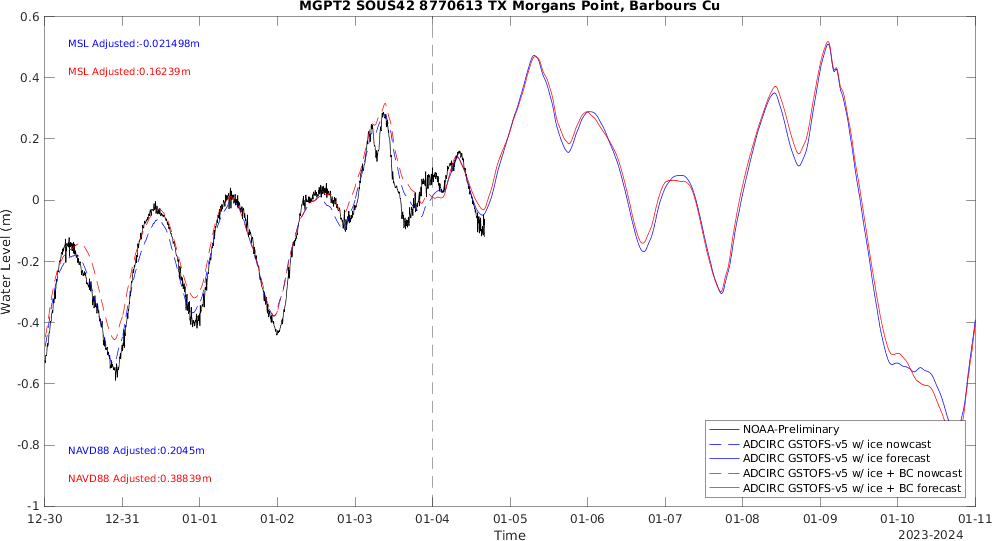 MGPT2 SOUS42 8770613 TX Morgans Point, Barbours Cu
0.6
MSL Adjusted:-0.021498m
MSL Adjusted:0.16239m
0.4
0.2
0
-0.2
-0.4
-0.6
-0.8
-1
Water Level (m)
NAVD88 Adjusted:0.2045m
NAVD88 Adjusted:0.38839m
NOAA-Preliminary
ADCIRC GSTOFS-v5 w/ ice nowcast
ADCIRC GSTOFS-v5 w/ ice forecast
ADCIRC GSTOFS-v5 w/ ice + BC nowcast
ADCIRC GSTOFS-v5 w/ ice + BC forecast
12-30 12-31 01-01 01-02 01-03 01-04 01-05 01-06 01-07 01-08 01-09 01-10 01-11
Time
2023-2024